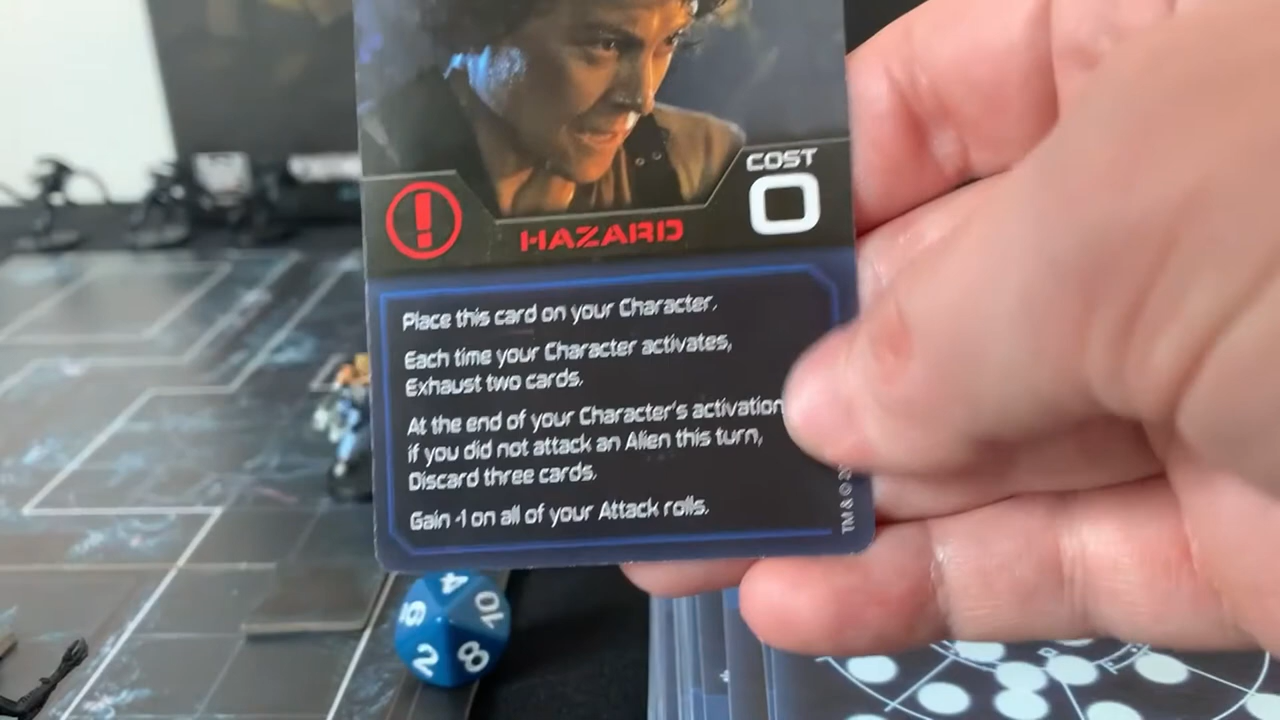 COST
0
HAZARD
Place this card on your Character.
Each time your Character activates,
Exhaust two cards.
At the end of your Character's activation
if you did not attack an Alien this turn,
Discard three cards.
Gain -1 on all of your Attack rolls.
TM & © 20
4
10
2
8